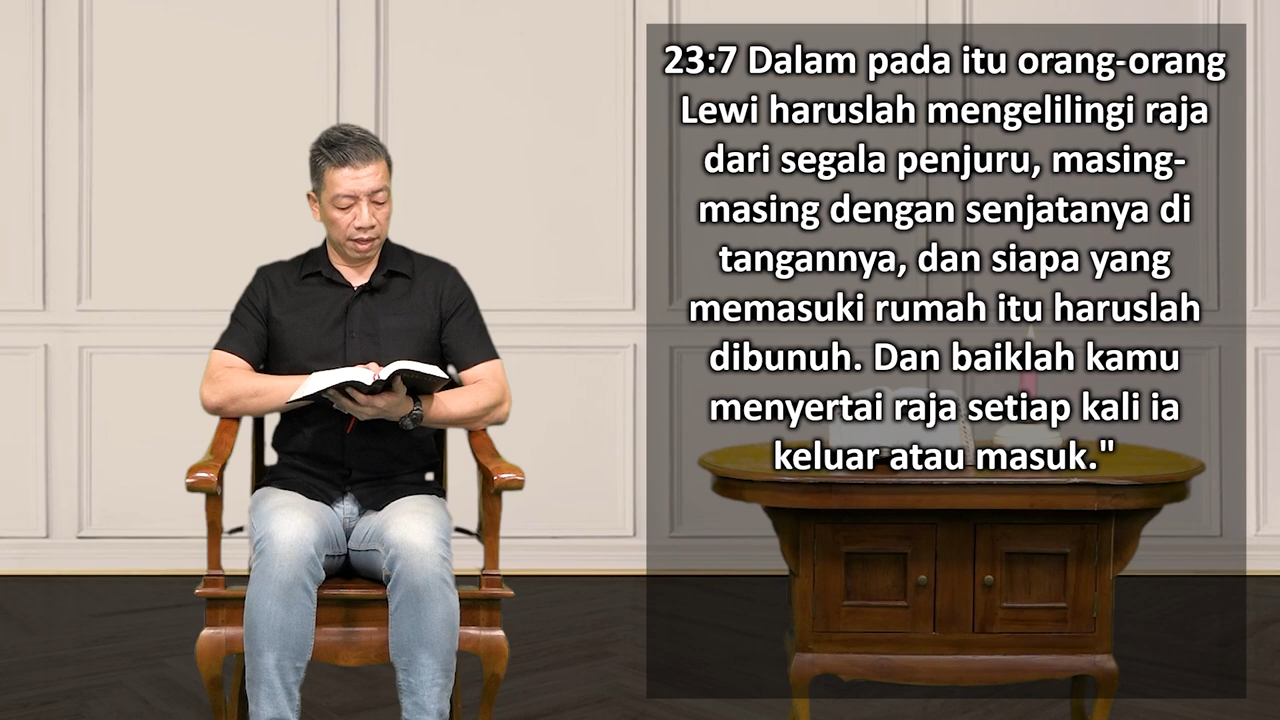 23:7 Dalam pada itu orang-orang
Lewi haruslah mengelilingi raja
dari segala penjuru, masing-
masing dengan senjatanya di
tangannya, dan siapa yang
memasuki rumah itu haruslah
dibunuh. Dan baiklah kamu
menyertai raja setiap kali ia
keluar atau masuk."